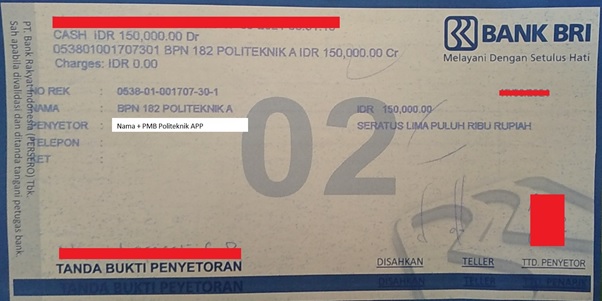 CASH IDR 150,000.00 Dr
053801001707301 BPN 182 POLITEKNIK A IDR 150,000.00 Cr
Charges: IDR 0.00
BANK BRI
Melayani Dengan Setulus Hati
NO REK : 0538-01-001707-30-1
NAMA : BPN 182 POLITEKNIK A IDR 150,000.00
PENYETOR Nama + PMB Politeknik APP SERATUS LIMA PULUH RIBU RUPIAH
TELEPON :
KET :
02
TANDA BUKTI PENYETORAN
DISAHKAN TELLER TTD. PENYETOR
PT. Bank Rakyat Indonesia (PERSERO) Tbk.
Sah apabila divalidasi dan ditanda tangani petugas bank